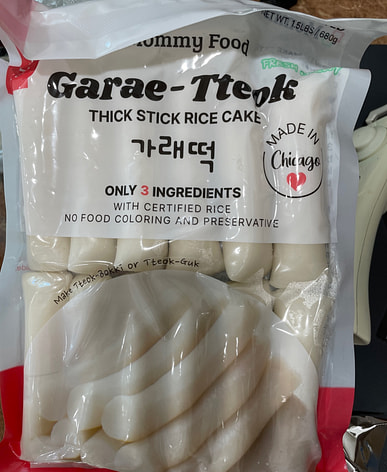 NET WT. 1.5LBS / 680g
ommy Food
Garae-Tteok
THICK STICK RICE CAKE
가래떡
MADE IN
Chicago
ONLY 3 INGREDIENTS
WITH CERTIFIED RICE
NO FOOD COLORING AND PRESERVATIVE
Make Tteok-Bokki or Tteok-Guk